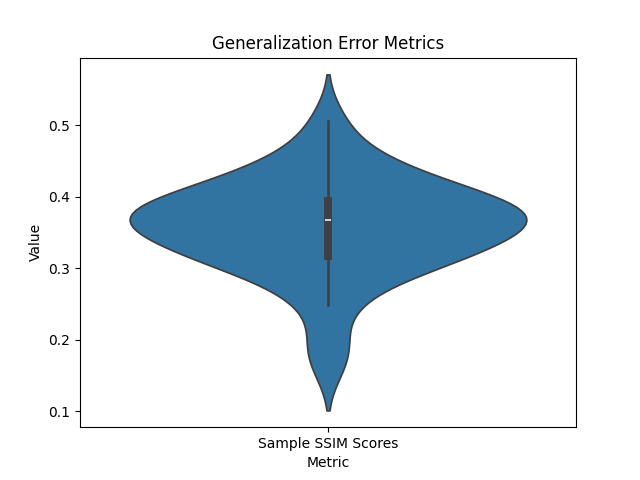 Generalization Error Metrics
0.5
0.4
0.3
0.2
0.1
Value
Sample SSIM Scores
Metric